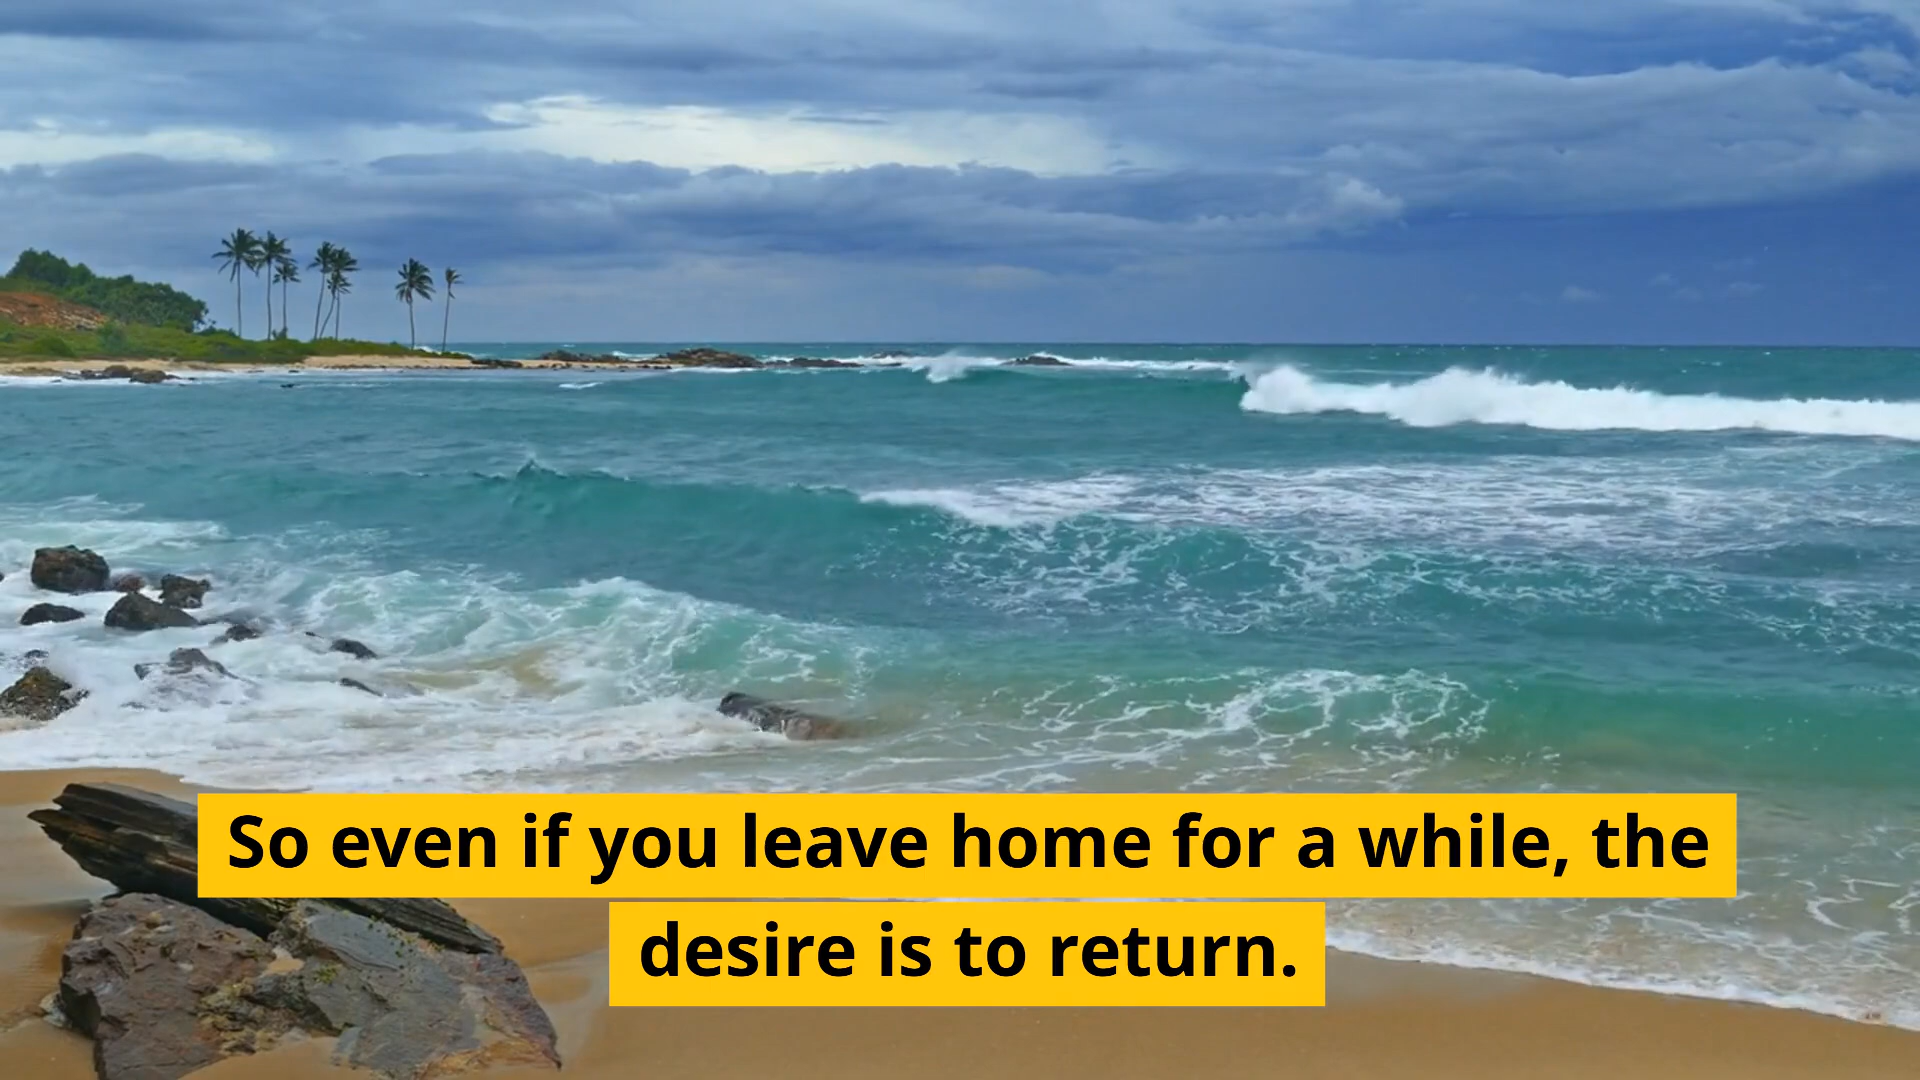 So even if you leave home for a while, the
desire is to return.